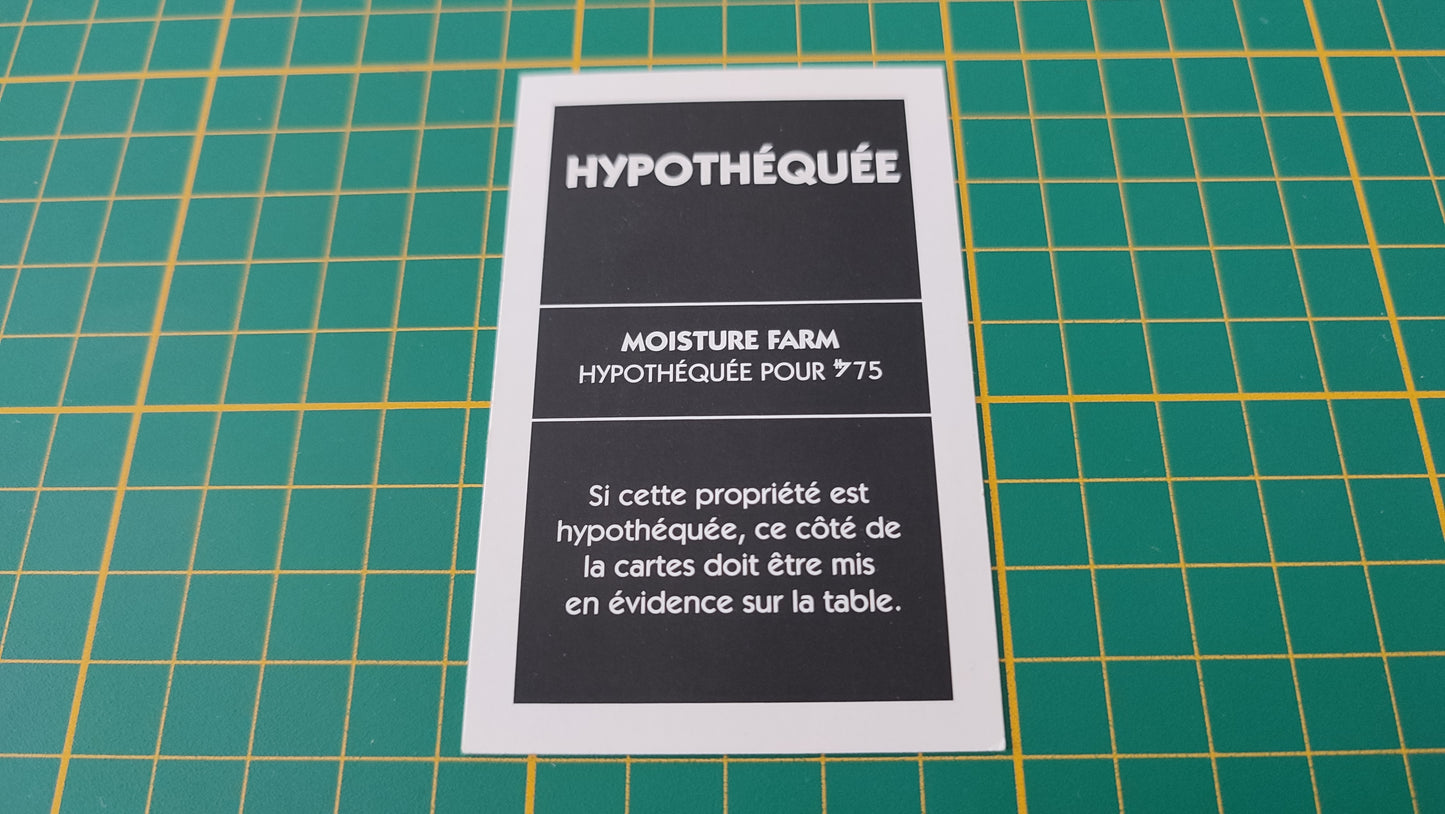 HYPOTHÉQUÉE
MOISTURE FARM
HYPOTHÉQUÉE POUR 75
Si cette propriété est
hypothéquée, ce côté de
la cartes doit être mis
en évidence sur la table.